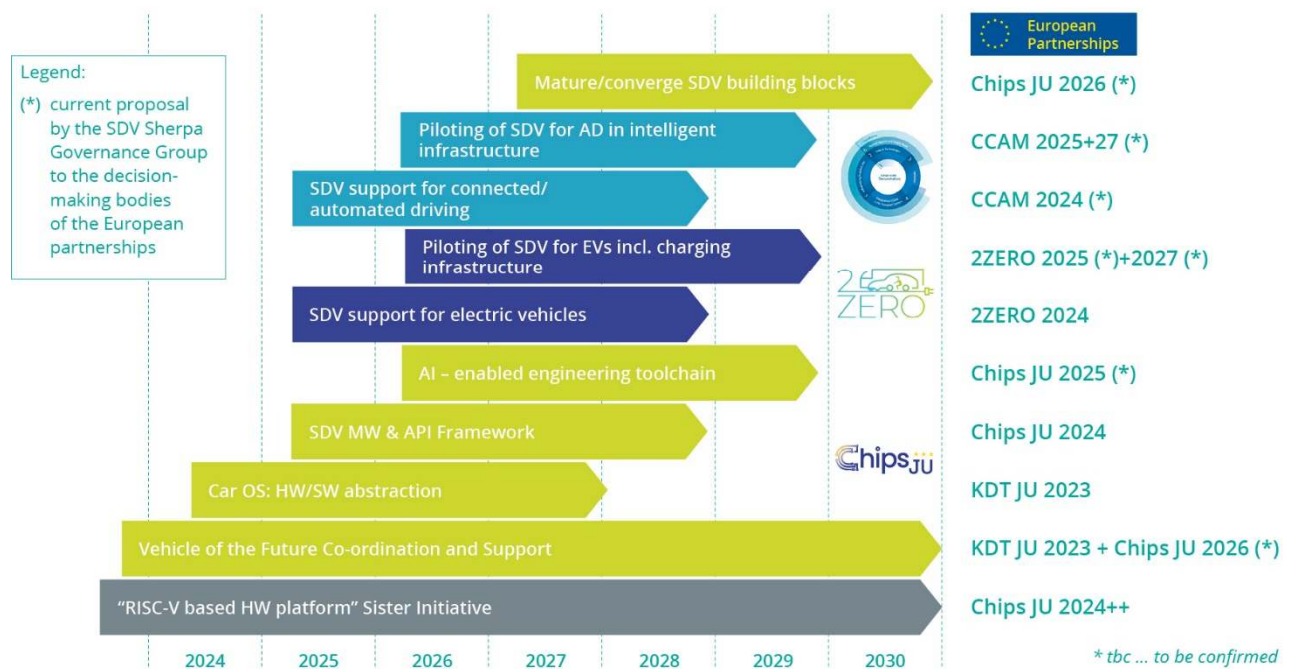 European
Partnerships
Legend:
(*) current proposal
by the SDV Sherpa
Governance Group
to the decision-
making bodies
of the European
partnerships
Mature/converge SDV building blocks
Chips JU 2026 (*)
Piloting of SDV for AD in intelligent
infrastructure
CCAM 2025+27 (*)
SDV support for connected/
automated driving
CCAM 2024 (*)
Piloting of SDV for EVs incl. charging
infrastructure
2ZERO 2025 (*)+2027 (*)
2
ZERO
SDV support for electric vehicles
2ZERO 2024
AI – enabled engineering toolchain
Chips JU 2025 (*)
SDV MW & API Framework
Chips JU 2024
Chips JU
Car OS: HW/SW abstraction
KDT JU 2023
Vehicle of the Future Co-ordination and Support
KDT JU 2023 + Chips JU 2026 (*)
“RISC-V based HW platform” Sister Initiative
Chips JU 2024++
2024 2025 2026 2027 2028 2029 2030
* tbc ... to be confirmed